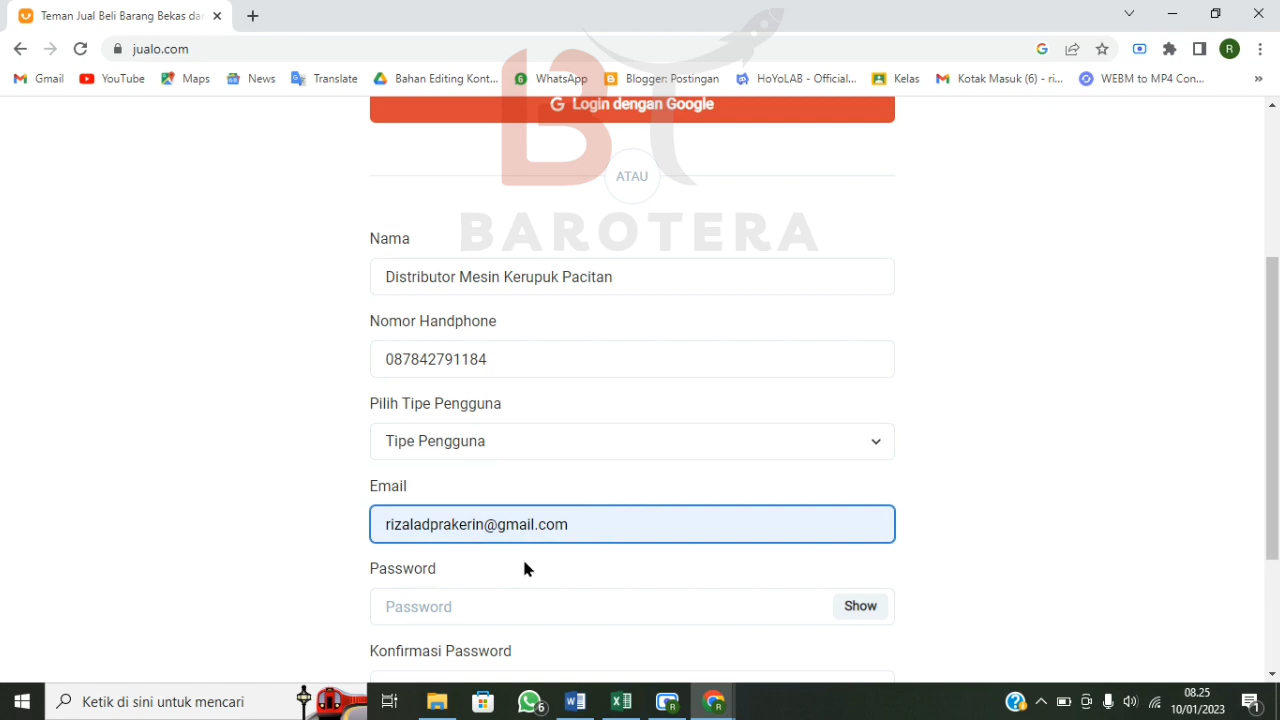 Teman Jual Beli Barang Bekas dar
jualo.com
R
Gmail YouTube Maps News Translate Bahan Editing Kont... WhatsApp Blogger: Postingan HoYoLAB - Official... Kelas Kotak Masuk (6) - ri... WEBM to MP4 Con... »
Login dengan Google
ATAU
BAROTERA
Nama
Distributor Mesin Kerupuk Pacitan
Nomor Handphone
087842791184
Pilih Tipe Pengguna
Tipe Pengguna
Email
rizaladprakerin@gmail.com
Password
Password Show
Konfirmasi Password
Ketik di sini untuk mencari
6
08.25
10/01/2023
1